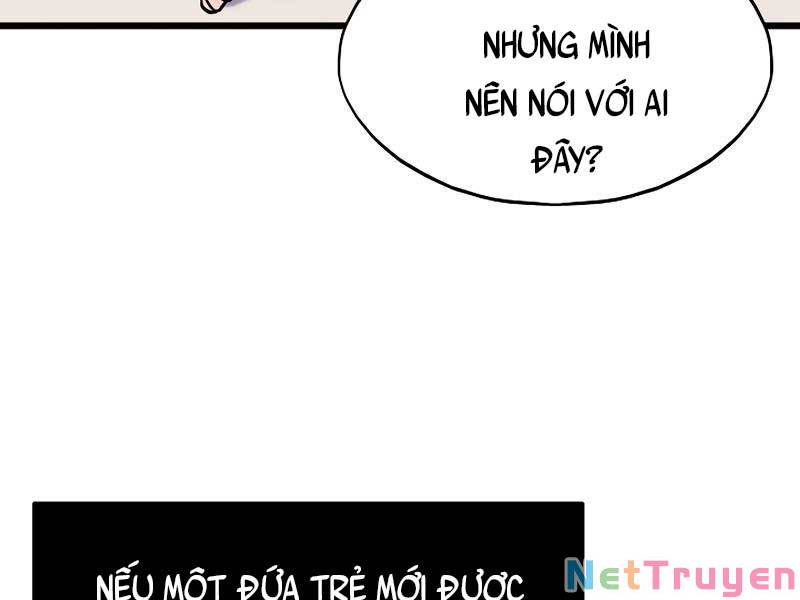 NHƯNG MÌNH
NÊN NÓI VỚI AI
ĐÂY?
NẾU MỘT ĐỨA TRẺ MỚI ĐƯỢC
NetTruyen